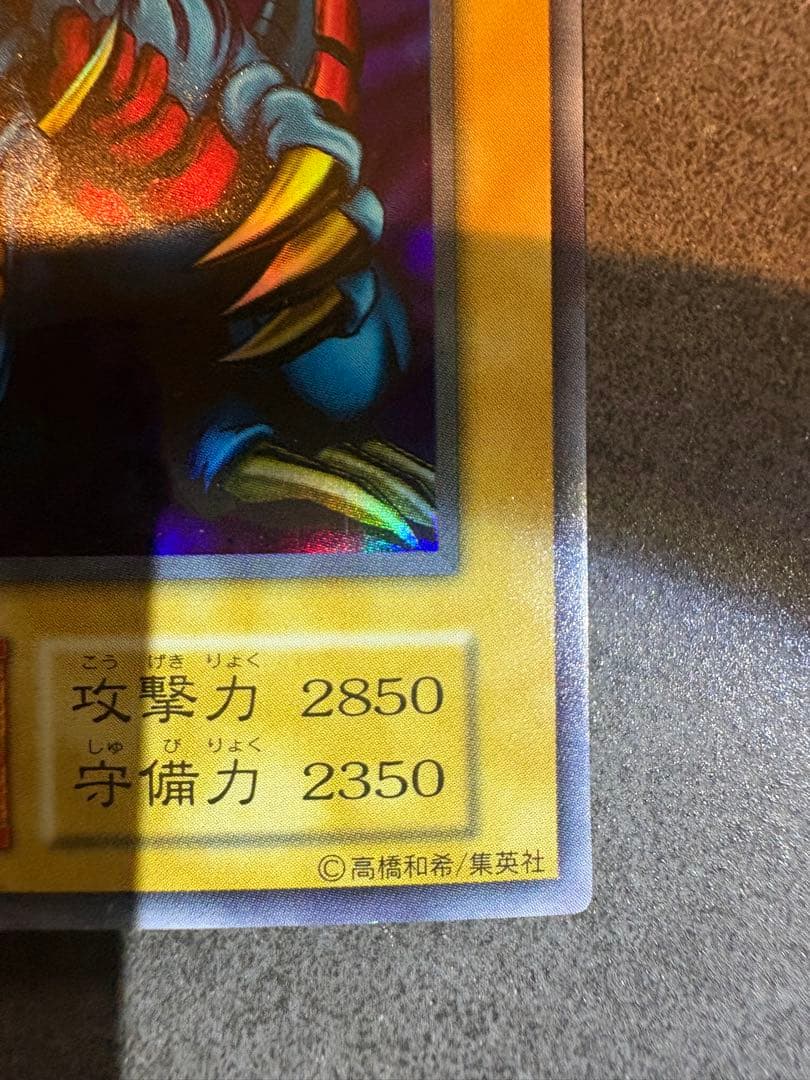 こう げき りょく
攻撃力 2850
しゅ び りょく
守備力 2350
©高橋和希/集英社